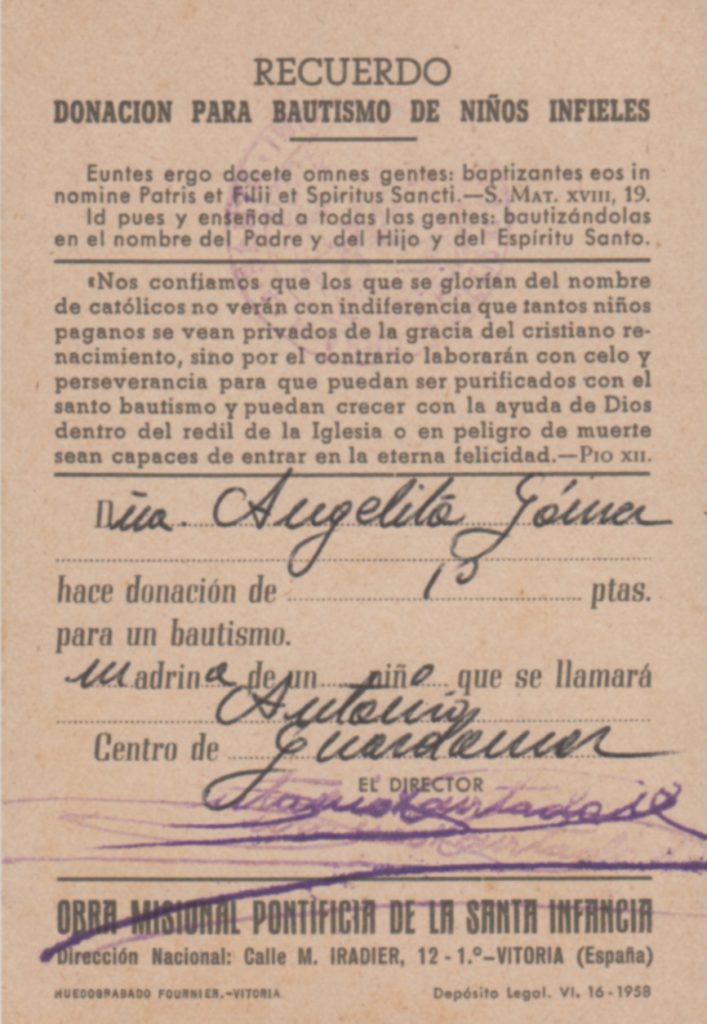 RECUERDO
DONACION PARA BAUTISMO DE NIÑOS INFIELES
Euntes ergo docete omnes gentes: baptizantes eos in
nomine Patris et Filii et Spiritus Sancti.—S. MAT. XVIII, 19.
Id pues y enseñad a todas las gentes: bautizándolas
en el nombre del Padre y del Hijo y del Espíritu Santo.
«Nos confiamos que los que se glorían del nombre
de católicos no verán con indiferencia que tantos niños
paganos se vean privados de la gracia del cristiano re-
nacimiento, sino por el contrario laborarán con celo y
perseverancia para que puedan ser purificados con el
santo bautismo y puedan crecer con la ayuda de Dios
dentro del redil de la Iglesia o en peligro de muerte
sean capaces de entrar en la eterna felicidad.—PIO XII.
Dña. Angelita
hace donación de ptas.
para un bautismo.
madrina de un niño que se llamará
Antonio
Centro de Guardamar
EL DIRECTOR
OBRA MISIONAL PONTIFICIA DE LA SANTA INFANCIA
Dirección Nacional: Calle M. IRADIER, 12 - 1.º–VITORIA (España)
HUECOGRABADO FOURNIER.-VITORIA
Depósito Legal. VI. 16 - 1958